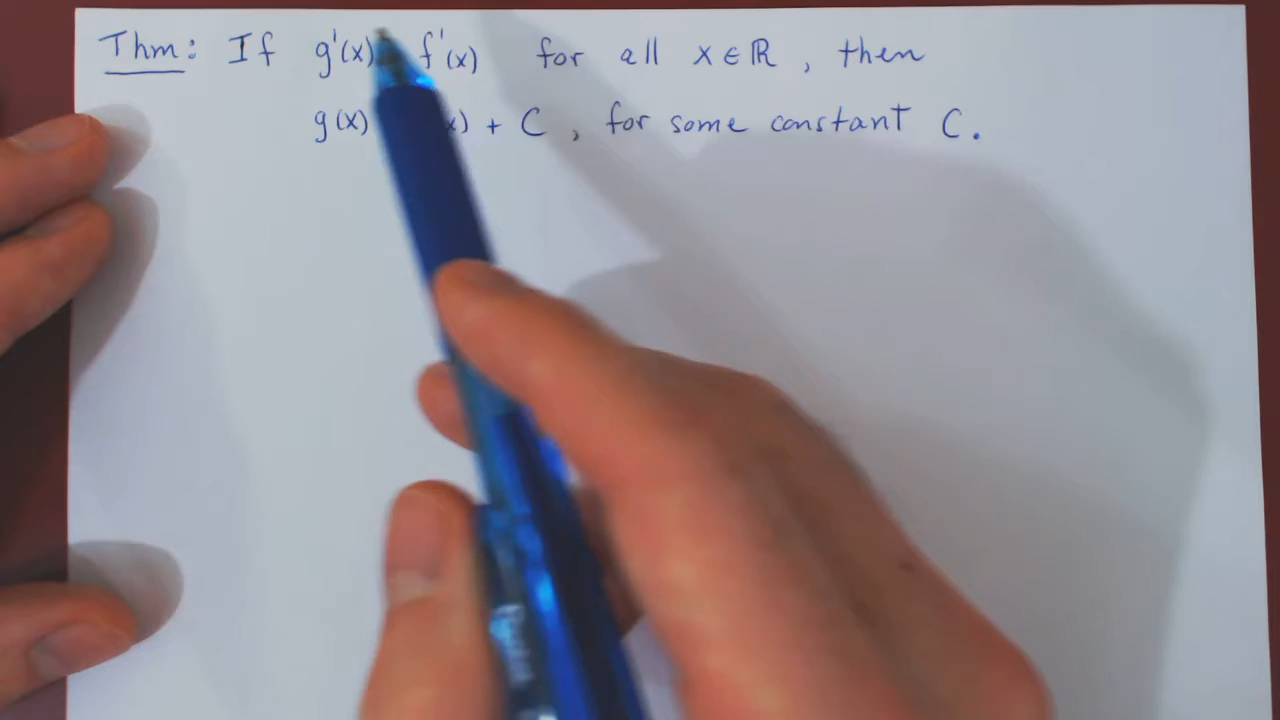 Thm: If g'(x) f'(x) for all x ∈ ℝ, then
g(x) x) + C, for some constant C.